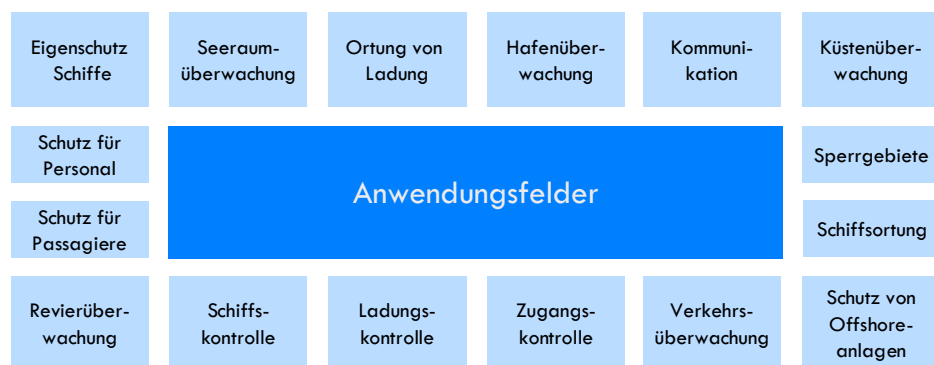 Eigenschutz
Schiffe
Seeraum-
überwachung
Ortung von
Ladung
Hafenüber-
wachung
Kommuni-
kation
Küstenüber-
wachung
Schutz für
Personal
Anwendungsfelder
Sperrgebiete
Schutz für
Passagiere
Schiffsortung
Revierüber-
wachung
Schiffs-
kontrolle
Ladungs-
kontrolle
Zugangs-
kontrolle
Verkehrs-
überwachung
Schutz von
Offshore-
anlagen